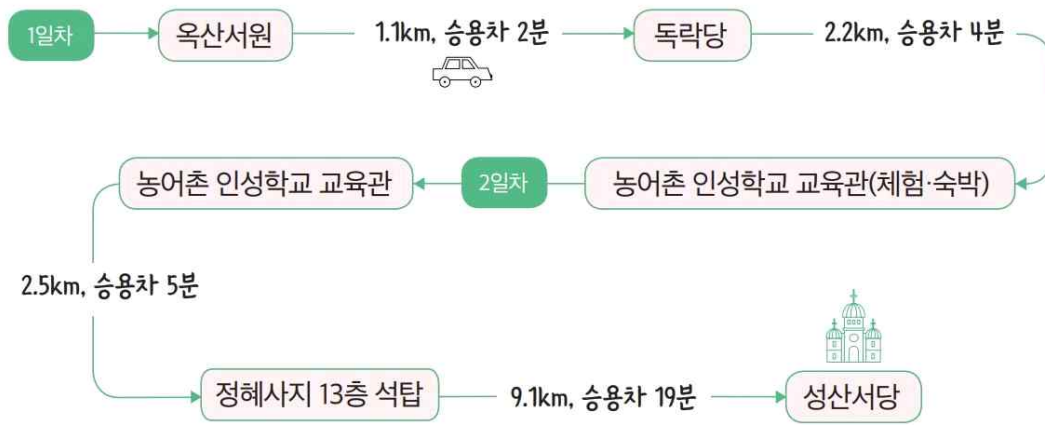 1일차
옥산서원
1.1km, 승용차 2분
독락당
2.2km, 승용차 4분
농어촌 인성학교 교육관(체험·숙박)
2일차
농어촌 인성학교 교육관
2.5km, 승용차 5분
정혜사지 13층 석탑
9.1km, 승용차 19분
성산서당